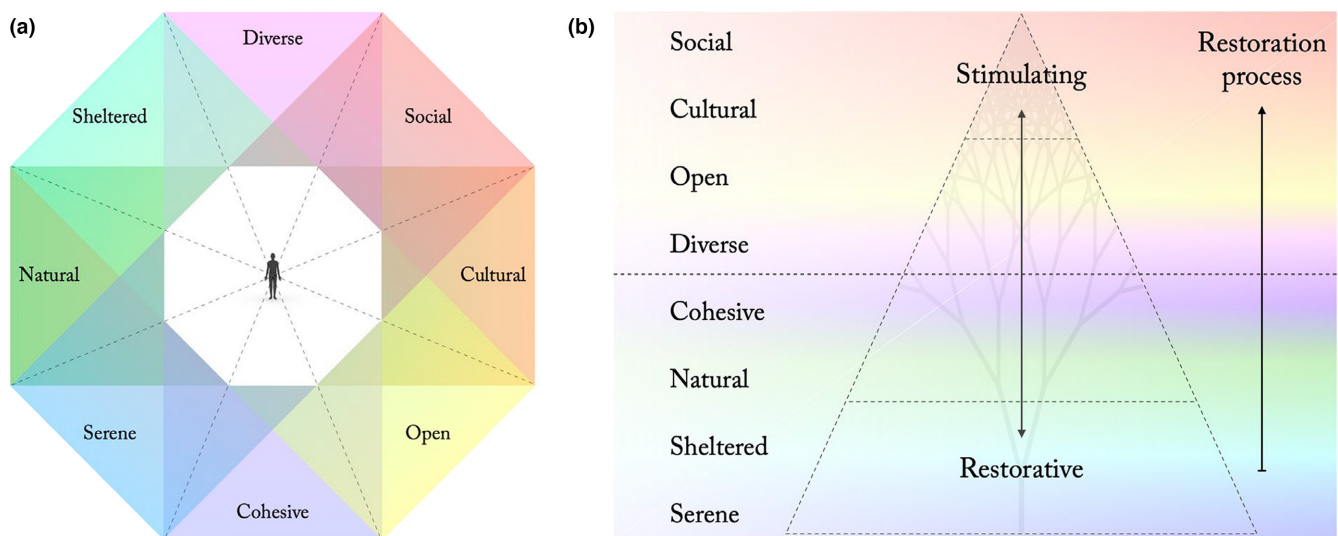 (a)
Diverse
Sheltered
Social
Natural
Cultural
Serene
Open
Cohesive
(b)
Social
Cultural
Open
Diverse
Cohesive
Natural
Sheltered
Serene
Stimulating
Restorative
Restoration
process